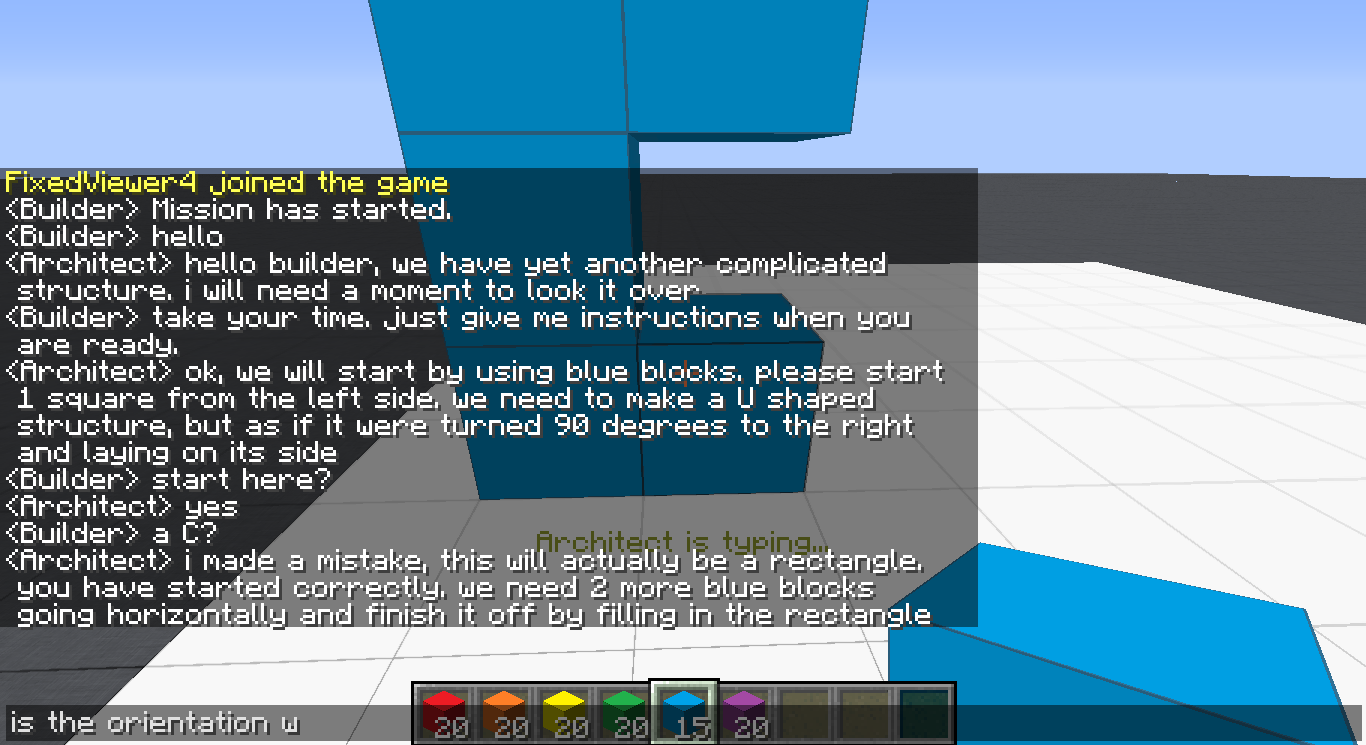 FixedViewer4 joined the game
<Builder> Mission has started.
<Builder> hello
<Architect> hello builder, we have yet another complicated
structure. i will need a moment to look it over
<Builder> take your time. just give me instructions when you
are ready.
<Architect> ok, we will start by using blue blocks. please start
1 square from the left side. we need to make a U shaped
structure, but as if it were turned 90 degrees to the right
and laying on its side
<Builder> start here?
<Architect> yes
<Builder> a C?
Architect is typing...
<Architect> i made a mistake, this will actually be a rectangle.
you have started correctly. we need 2 more blue blocks
going horizontally and finish it off by filling in the rectangle
is the orientation w
20 20 20 20 15 20